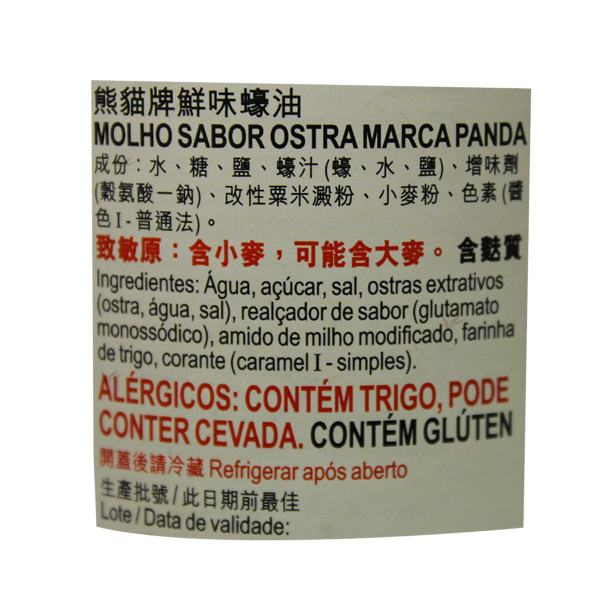 熊貓牌鮮味蠔油
MOLHO SABOR OSTRA MARCA PANDA
成份：水、糖、鹽、蠔汁(蠔、水、鹽)、增味劑
(穀氨酸一鈉)、改性粟米澱粉、小麥粉、色素(醬
色I-普通法)。
致敏原：含小麥，可能含大麥。含麩質
Ingredientes: Água, açúcar, sal, ostras extrativos
(ostra, água, sal), realçador de sabor (glutamato
monossódico), amido de milho modificado, farinha
de trigo, corante (caramel I - simples).
ALÉRGICOS: CONTÉM TRIGO, PODE
CONTER CEVADA. CONTÉM GLÚTEN
開蓋後請冷藏 Refrigerar após aberto
生產批號 / 此日期前最佳
Lote / Data de validade: